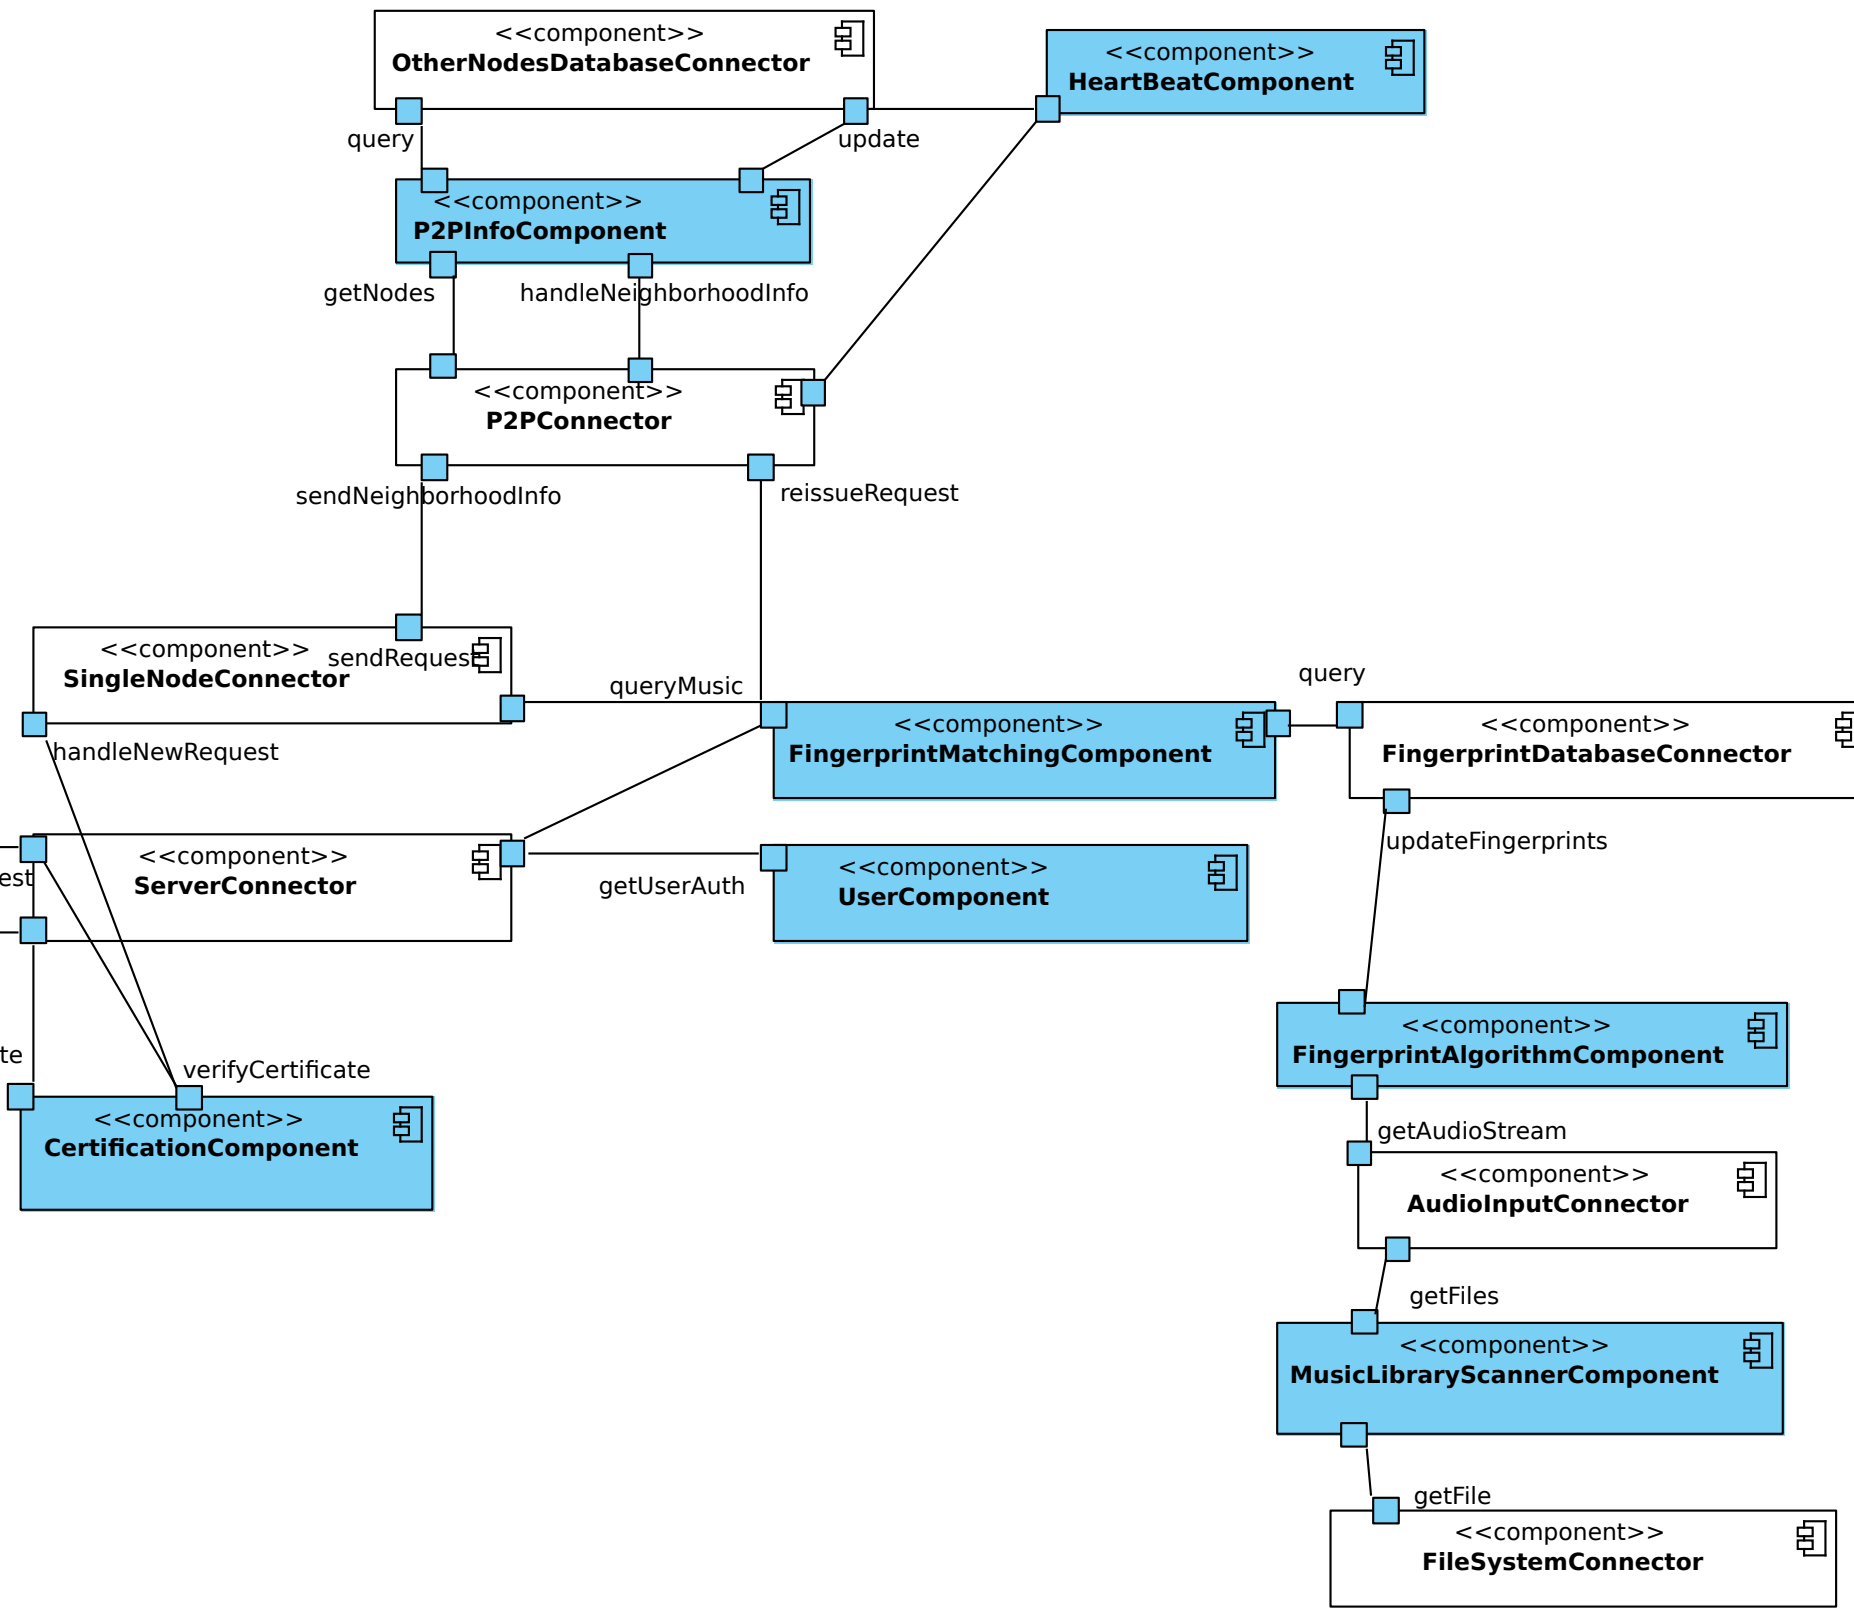 <<component>>
OtherNodesDatabaseConnector
<<component>>
HeartBeatComponent
query
update
<<component>>
P2PInfoComponent
getNodes
handleNeighborhoodInfo
<<component>>
P2PConnector
sendNeighborhoodInfo
reissueRequest
<<component>>
sendRequest
SingleNodeConnector
queryMusic
query
<<component>>
FingerprintMatchingComponent
<<component>>
FingerprintDatabaseConnector
handleNewRequest
updateFingerprints
<<component>>
ServerConnector
est
getUserAuth
<<component>>
UserComponent
te
verifyCertificate
<<component>>
CertificationComponent
<<component>>
FingerprintAlgorithmComponent
getAudioStream
<<component>>
AudioInputConnector
getFiles
<<component>>
MusicLibraryScannerComponent
getFile
<<component>>
FileSystemConnector